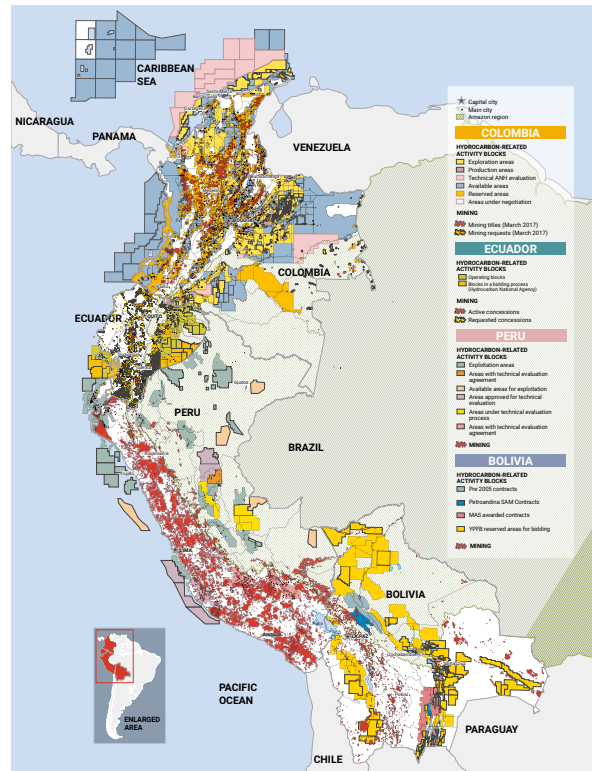 CARIBBEAN
SEA
NICARAGUA
PANAMA
VENEZUELA
COLOMBIA
ECUADOR
PERU
BRAZIL
BOLIVIA
PACIFIC
OCEAN
PARAGUAY
CHILE
Iquitos
Cajamarca
LIMA
Cochabamba
Potosí
ENLARGED
AREA
Capital city
Main city
Amazon region
COLOMBIA
HYDROCARBON-RELATED
ACTIVITY BLOCKS
Exploration areas
Production areas
Technical ANH evaluation
Available areas
Reserved areas
Areas under negotiation
MINING
Mining titles (March 2017)
Mining requests (March 2017)
ECUADOR
HYDROCARBON-RELATED
ACTIVITY BLOCKS
Operating blocks
Blocks in a bidding process
(Hydrocarbon National Agency)
MINING
Active concessions
Requested concessions
PERU
HYDROCARBON-RELATED
ACTIVITY BLOCKS
Exploitation areas
Areas with technical evaluation
agreement
Available areas for exploitation
Areas approved for technical
evaluation
Areas under technical evaluation
process
Areas with technical evaluation
agreement
MINING
BOLIVIA
HYDROCARBON-RELATED
ACTIVITY BLOCKS
Pre 2005 contracts
Petroandina SAM Contracts
MAS awarded contracts
YPFB reserved areas for bidding
MINING